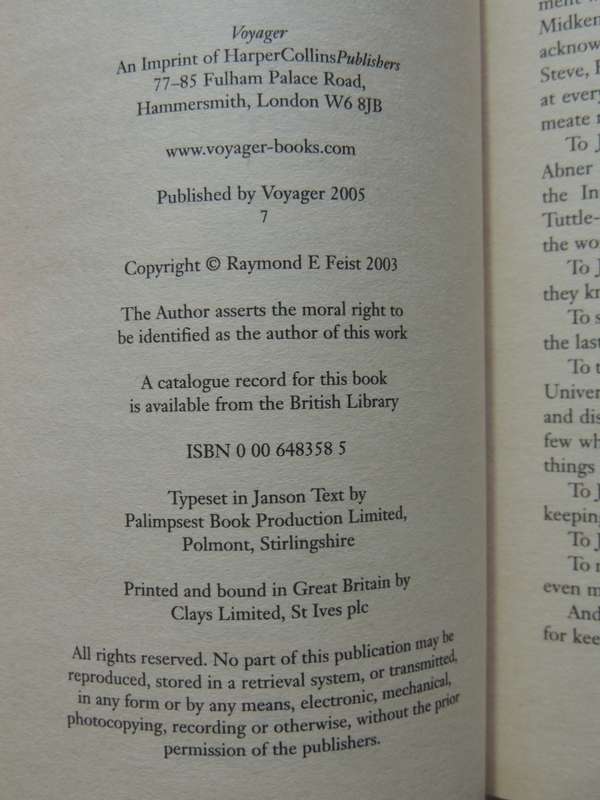 Voyager
An Imprint of HarperCollinsPublishers
77–85 Fulham Palace Road,
Hammersmith, London W6 8JB
www.voyager-books.com
Published by Voyager 2005
7
Copyright © Raymond E Feist 2003
The Author asserts the moral right to
be identified as the author of this work
A catalogue record for this book
is available from the British Library
ISBN 0 00 648358 5
Typeset in Janson Text by
Palimpsest Book Production Limited,
Polmont, Stirlingshire
Printed and bound in Great Britain by
Clays Limited, St Ives plc
All rights reserved. No part of this publication may be
reproduced, stored in a retrieval system, or transmitted,
in any form or by any means, electronic, mechanical,
photocopying, recording or otherwise, without the prior
permission of the publishers.
ment w
Midken
acknow
Steve,
at every
meate
To J
Abner
the In
Tuttle-
the wo
To J
they kn
To s
the last
To t
Univer
and dis
few wh
things
To J
keeping
To J
To
even m
And
for kee